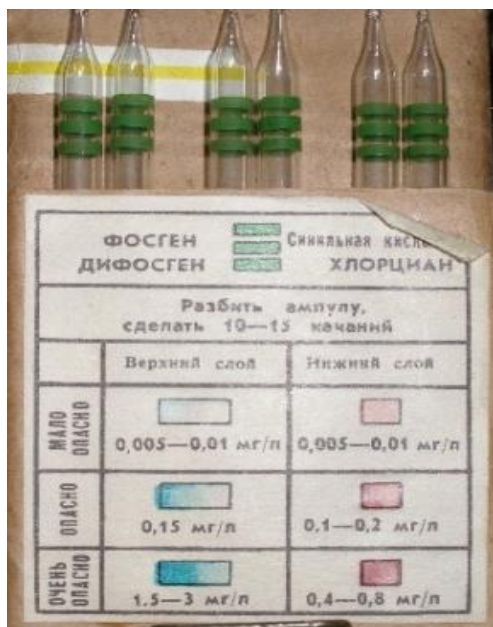 ФОСГЕН Синильная
ДИФОСГЕН ХЛОРЦИАН
Разбить ампулу,
сделать 10—15 качаний
Верхний слой Нижний слой
МАЛО ОПАСНО
0,005—0,01 мг/л 0,005—0,01 мг/л
ОПАСНО
0,15 мг/л 0,1—0,2 мг/л
ОЧЕНЬ ОПАСНО
1,5—3 мг/л 0,4—0,8 мг/л